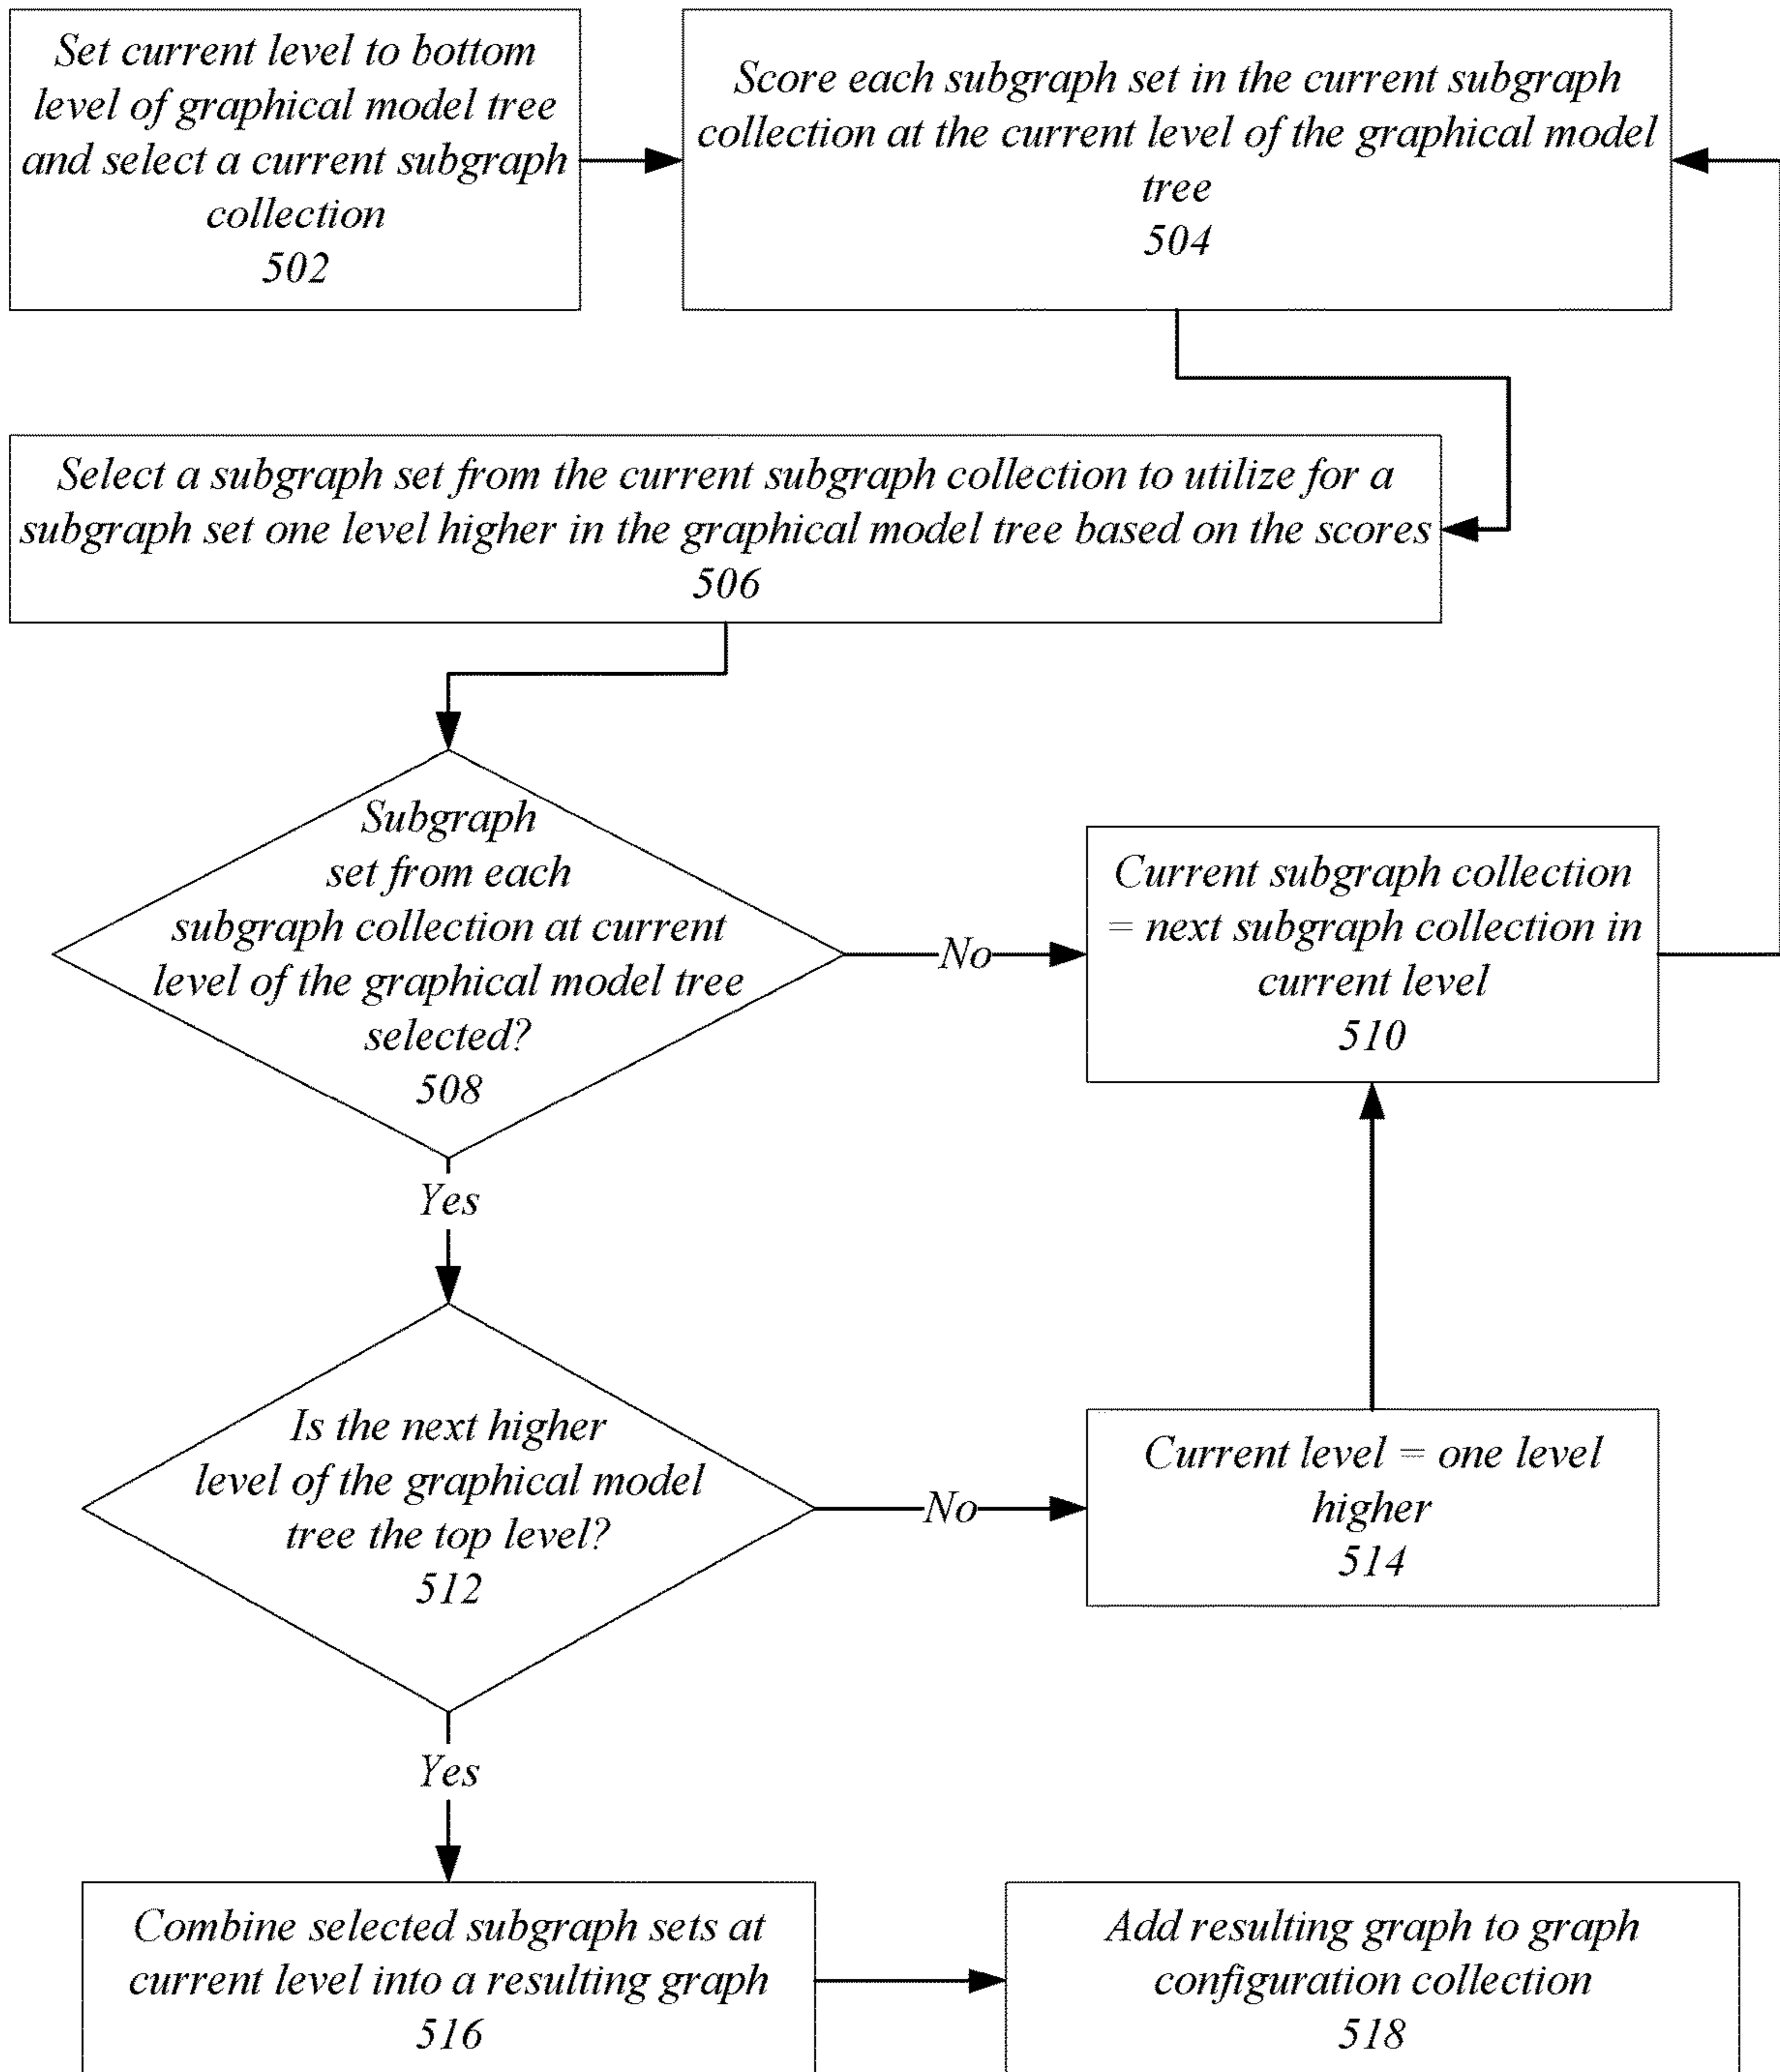 Set current level to bottom
level of graphical model tree
and select a current subgraph
collection
502
Score each subgraph set in the current subgraph
collection at the current level of the graphical model
tree
504
Select a subgraph set from the current subgraph collection to utilize for a
subgraph set one level higher in the graphical model tree based on the scores
506
Subgraph
set from each
subgraph collection at current
level of the graphical model tree
selected?
508
No
Current subgraph collection
= next subgraph collection in
current level
510
Yes
Is the next higher
level of the graphical model
tree the top level?
512
No
Current level = one level
higher
514
Yes
Combine selected subgraph sets at
current level into a resulting graph
516
Add resulting graph to graph
configuration collection
518